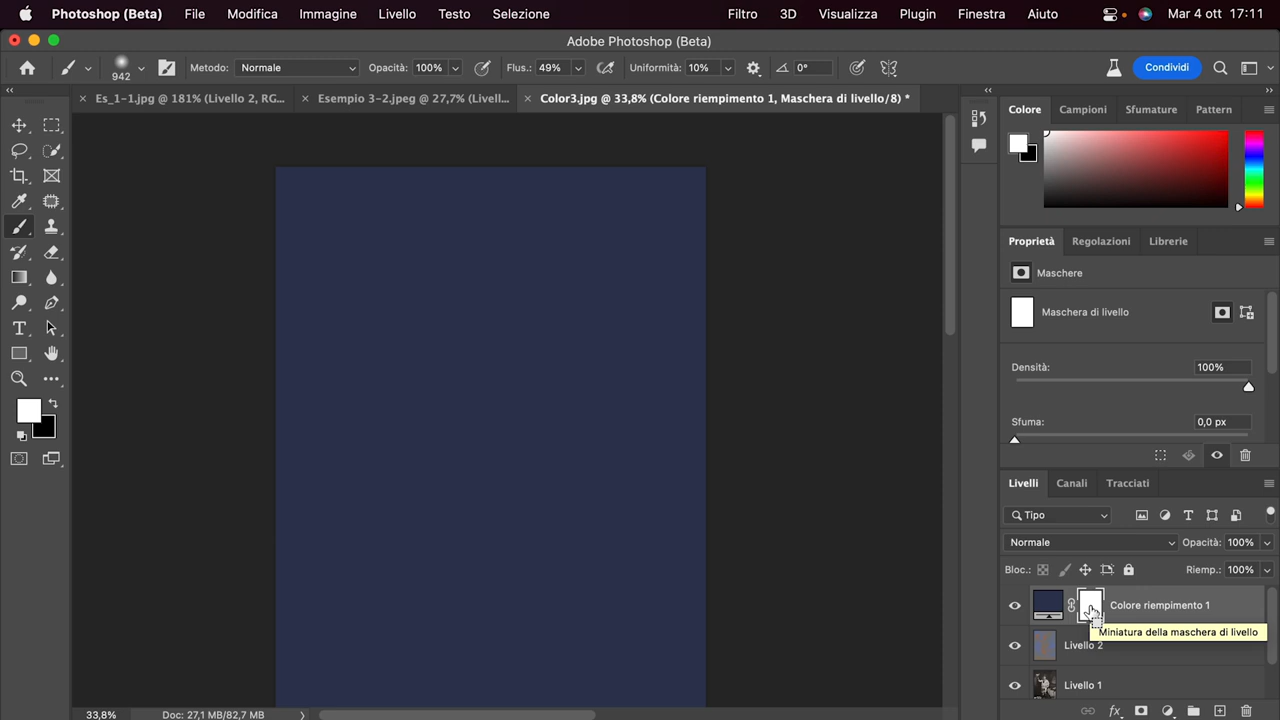 Photoshop (Beta) File Modifica Immagine Livello Testo Selezione Filtro 3D Visualizza Plugin Finestra Aiuto Mar 4 ott 17:11
Adobe Photoshop (Beta)
942 Metodo: Normale Opacità: 100% Flus.: 49% Uniformità: 10% 0° Condividi
Es_1-1.jpg @ 181% (Livello 2, RG... Esempio 3-2.jpeg @ 27,7% (Livell... Color3.jpg @ 33,8% (Colore riempimento 1, Maschera di livello/8) *
Colore Campioni Sfumature Pattern
Proprietà Regolazioni Librerie
Maschere
Maschera di livello
Densità: 100%
Sfuma: 0,0 px
Livelli Canali Tracciati
Tipo
Normale Opacità: 100%
Bloc.: Riemp.: 100%
Colore riempimento 1
Miniatura della maschera di livello
Livello 2
Livello 1
33,8% Doc: 27,1 MB/82,7 MB